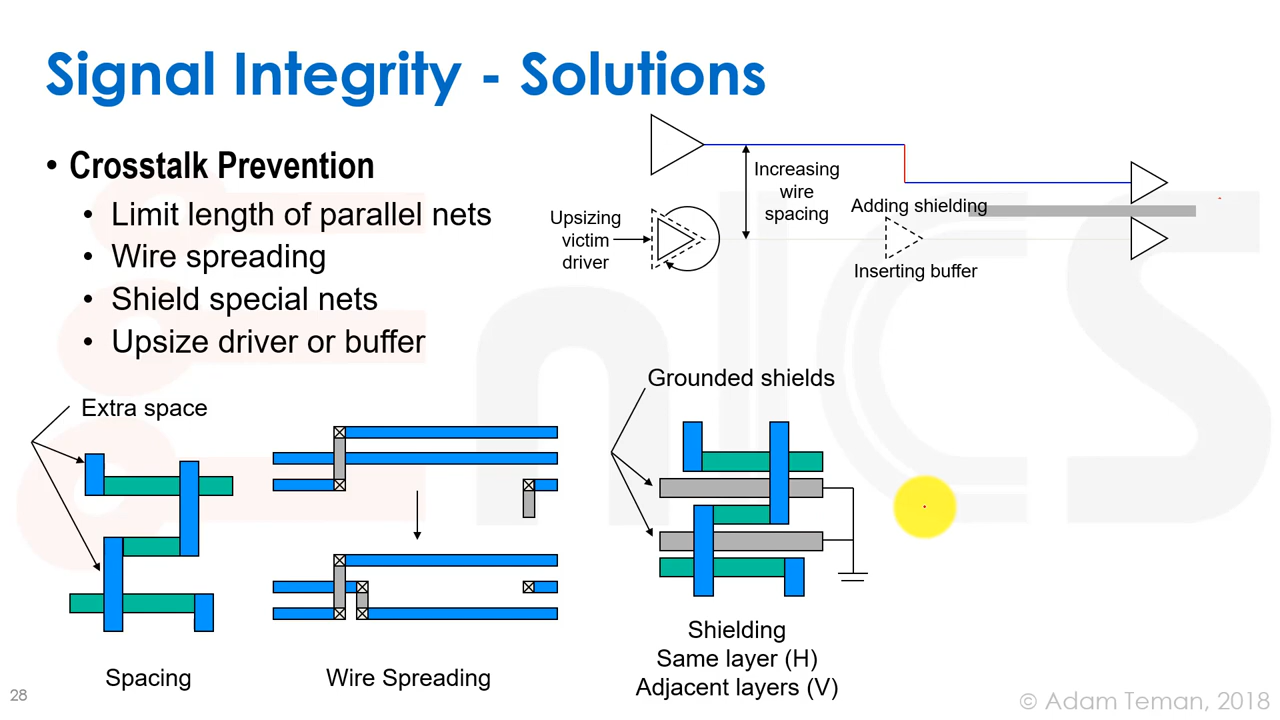 Signal Integrity - Solutions
• Crosstalk Prevention
• Limit length of parallel nets
• Wire spreading
• Shield special nets
• Upsize driver or buffer
Increasing
wire
spacing
Adding shielding
Upsizing
victim
driver
Inserting buffer
Extra space
Grounded shields
Spacing
Wire Spreading
Shielding
Same layer (H)
Adjacent layers (V)
nICS
28
© Adam Teman, 2018